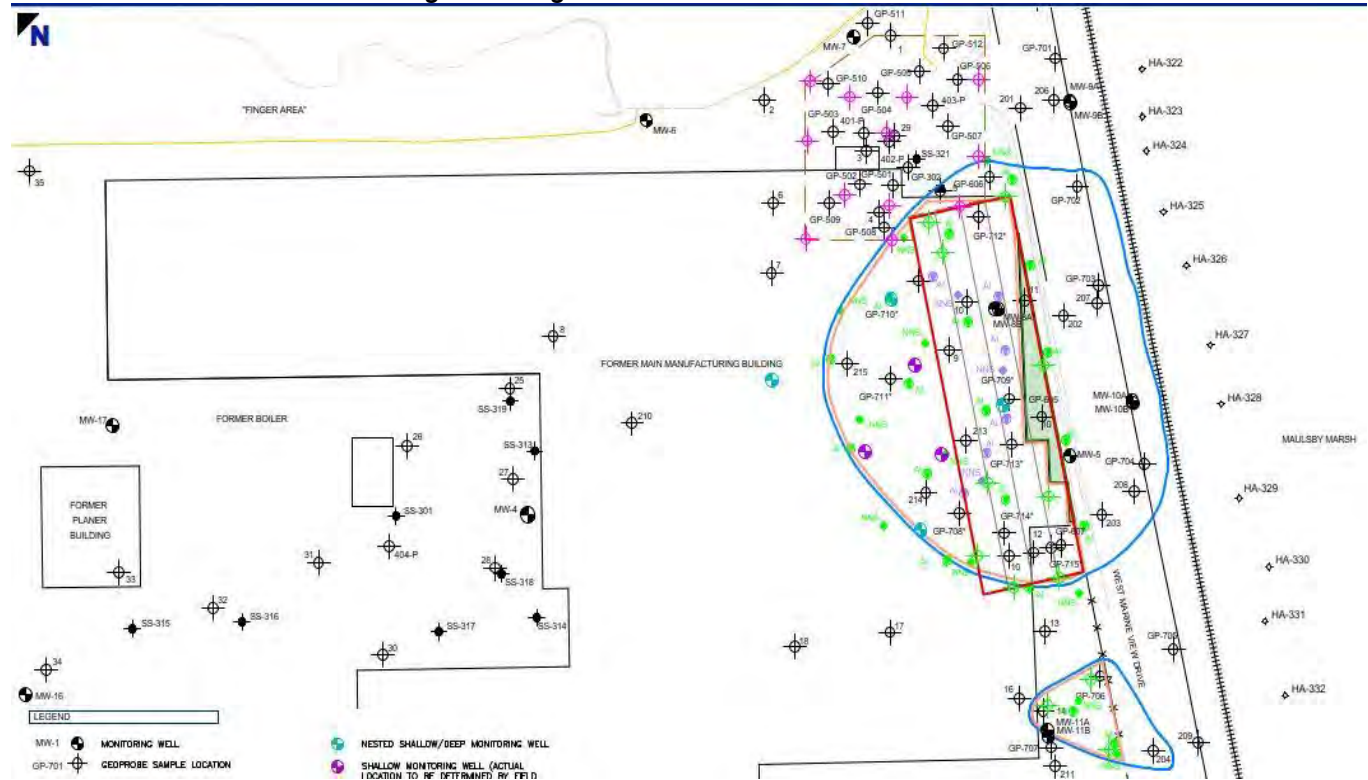 N
GP-511
MW-7
1
GP-512
GP-701
HA-322
GP-505
GP-506
GP-510
GP-504
2
206
MW-9A
MW-9B
201
403-P
HA-323
"FINGER AREA"
MW-6
GP-503
401-P
29
GP-507
HA-324
3
402-P
SS-321
NNS
35
GP-502
GP-501
GP-302
GP-606
AI
GP-702
6
GP-509
4
5
HA-325
GP-508
GP-712*
AI
NNS
7
HA-326
GP-703
207
11
NNS
AI
GP-710*
10
MW-8A
MW-8B
202
8
HA-327
FORMER MAIN MANUFACTURING BUILDING
215
9
25
SS-319
GP-711*
GP-709*
GP-605
MW-10A
MW-10B
HA-328
MW-17
FORMER BOILER
210
NNS
26
SS-313
213
GP-713*
MW-5
GP-704
MAULSBY MARSH
27
FORMER
PLANER
BUILDING
SS-301
MW-4
214
208
HA-329
GP-708*
GP-714*
203
404-P
GP-607
12
31
28
SS-318
10
GP-715*
HA-330
33
32
SS-315
SS-316
SS-317
SS-314
17
18
13
WEST MARINE VIEW DRIVE
HA-331
30
34
MW-16
16
GP-706
HA-332
14
MW-11A
MW-11B
LEGEND
GP-707
204
209
211
MW-1 MONITORING WELL
NESTED SHALLOW/DEEP MONITORING WELL
GP-701 GEOPROBE SAMPLE LOCATION
SHALLOW MONITORING WELL (ACTUAL
LOCATION TO BE DETERMINED BY FIELD